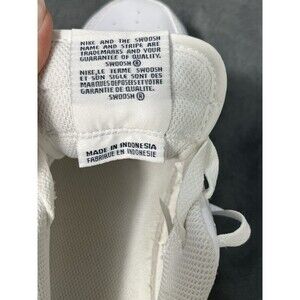 NIKE AND THE SWOOSH
NAME AND STRIPE ARE
TRADEMARKS AND YOUR
GUARANTEE OF QUALITY.
SWOOSH ®
NIKE, LE TERME SWOOSH
ET SON SIGLE SONT DES
MARQUES DEPOSEES ET VOTRE
GARANTIE DE QUALITE.
SWOOSH ®
MADE IN INDONESIA
FABRIQUE EN INDONESIE